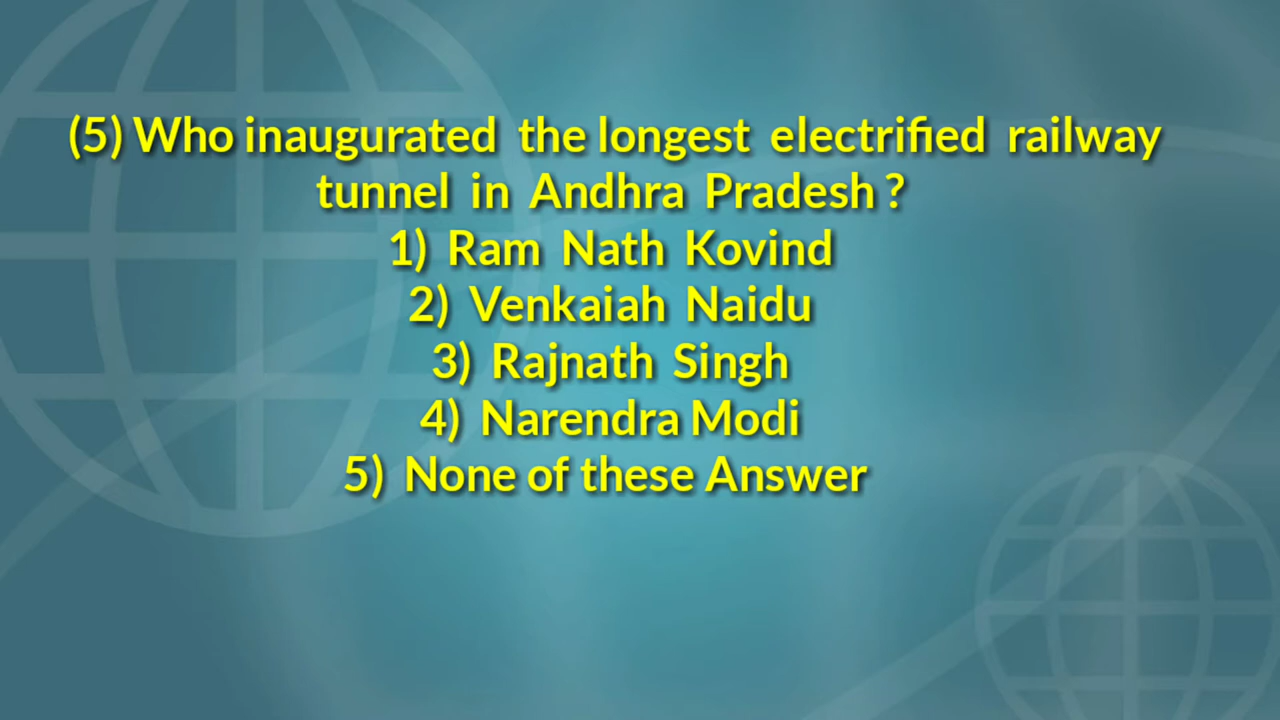 (5) Who inaugurated the longest electrified railway
tunnel in Andhra Pradesh ?
1) Ram Nath Kovind
2) Venkaiah Naidu
3) Rajnath Singh
4) Narendra Modi
5) None of these Answer